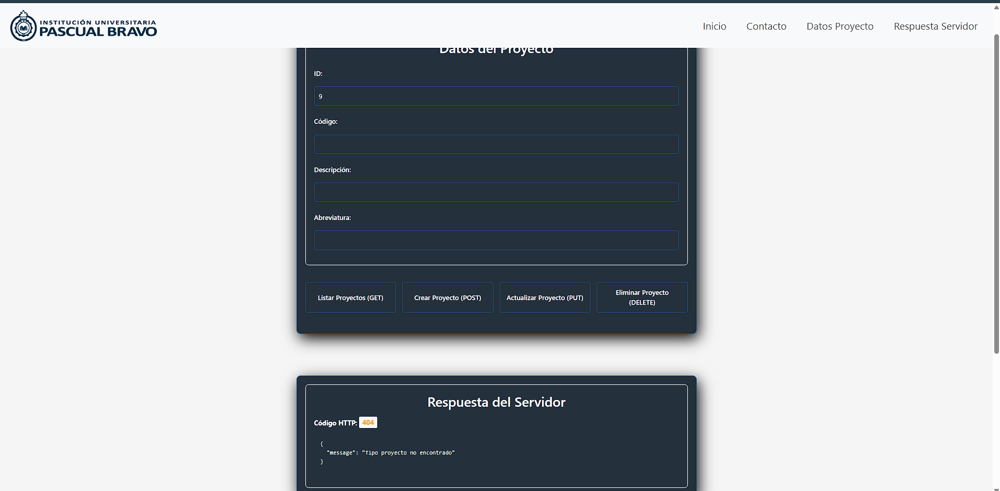 INSTITUCIÓN UNIVERSITARIA
PASCUAL BRAVO
Inicio
Contacto
Datos Proyecto
Respuesta Servidor
Datos del Proyecto
ID:
9
Código:
Descripción:
Abreviatura:
Listar Proyectos (GET)
Crear Proyecto (POST)
Actualizar Proyecto (PUT)
Eliminar Proyecto
(DELETE)
Respuesta del Servidor
Código HTTP: 404
{
"message": "Tipo proyecto no encontrado"
}